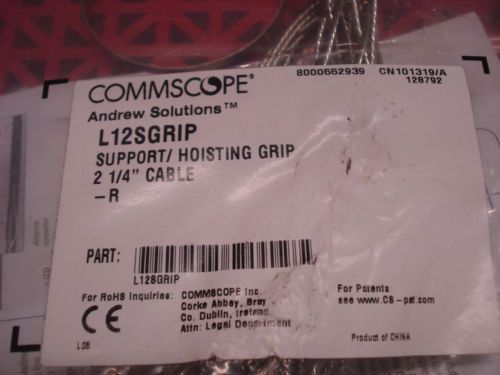 COMMSCOPE®
8000552939 CN101319/A
128792
Andrew Solutions™
L12SGRIP
SUPPORT/ HOISTING GRIP
2 1/4" CABLE
-R
PART:
L12SGRIP
For RoHS Inquiries: COMMSCOPE Inc.
Corke Abbey, Bray
Co. Dublin, Ireland
Attn: Legal Department
For Patents
see www.CS-pat.com
CE
Product of CHINA